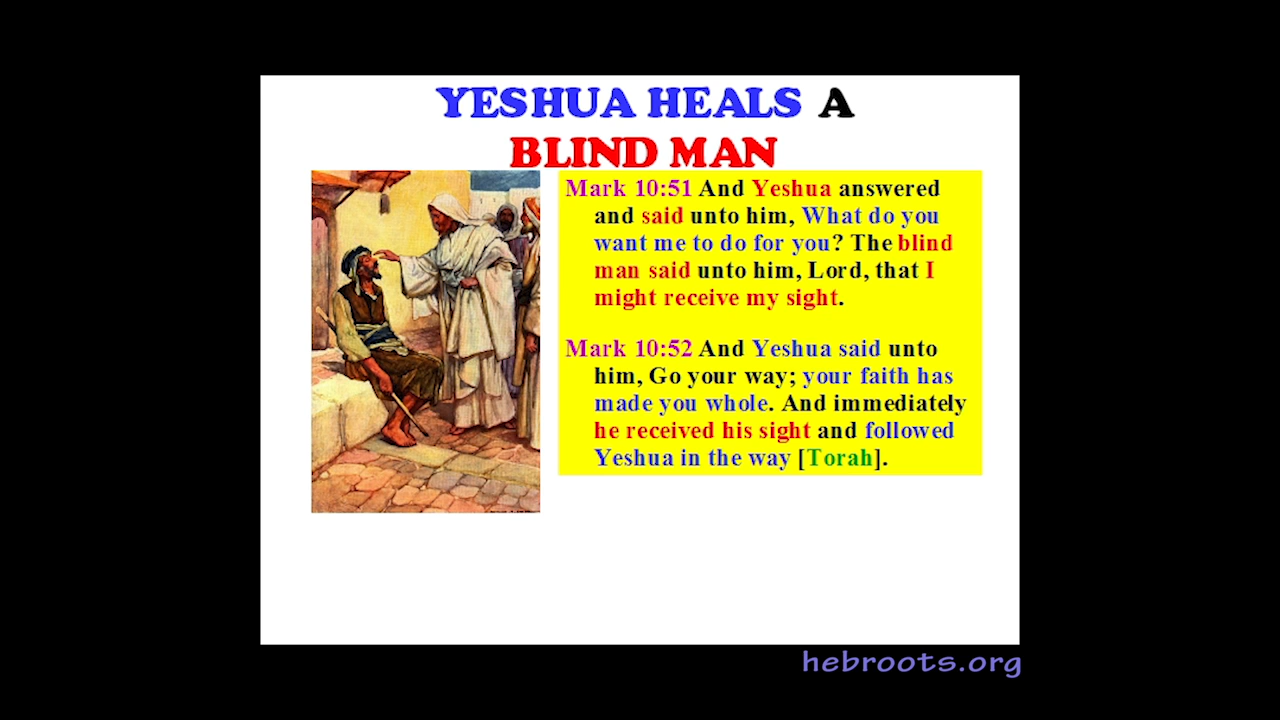 YESHUA HEALS A
BLIND MAN
Mark 10:51 And Yeshua answered
and said unto him, What do you
want me to do for you? The blind
man said unto him, Lord, that I
might receive my sight.
Mark 10:52 And Yeshua said unto
him, Go your way; your faith has
made you whole. And immediately
he received his sight and followed
Yeshua in the way [Torah].
hebroots.org